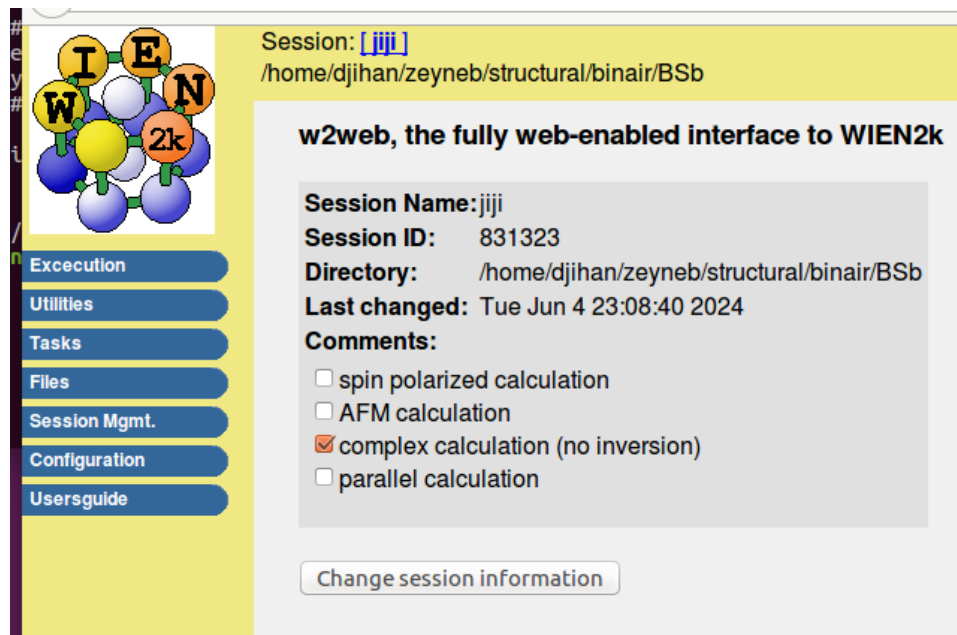 #
e
y
#
i
/
n
W I E N 2k
Session: [ jiji ]
/home/djihan/zeyneb/structural/binair/BSb
w2web, the fully web-enabled interface to WIEN2k
Session Name: jiji
Session ID: 831323
Directory: /home/djihan/zeyneb/structural/binair/BSb
Last changed: Tue Jun 4 23:08:40 2024
Comments:
spin polarized calculation
AFM calculation
complex calculation (no inversion)
parallel calculation
Change session information
Excecution
Utilities
Tasks
Files
Session Mgmt.
Configuration
Usersguide